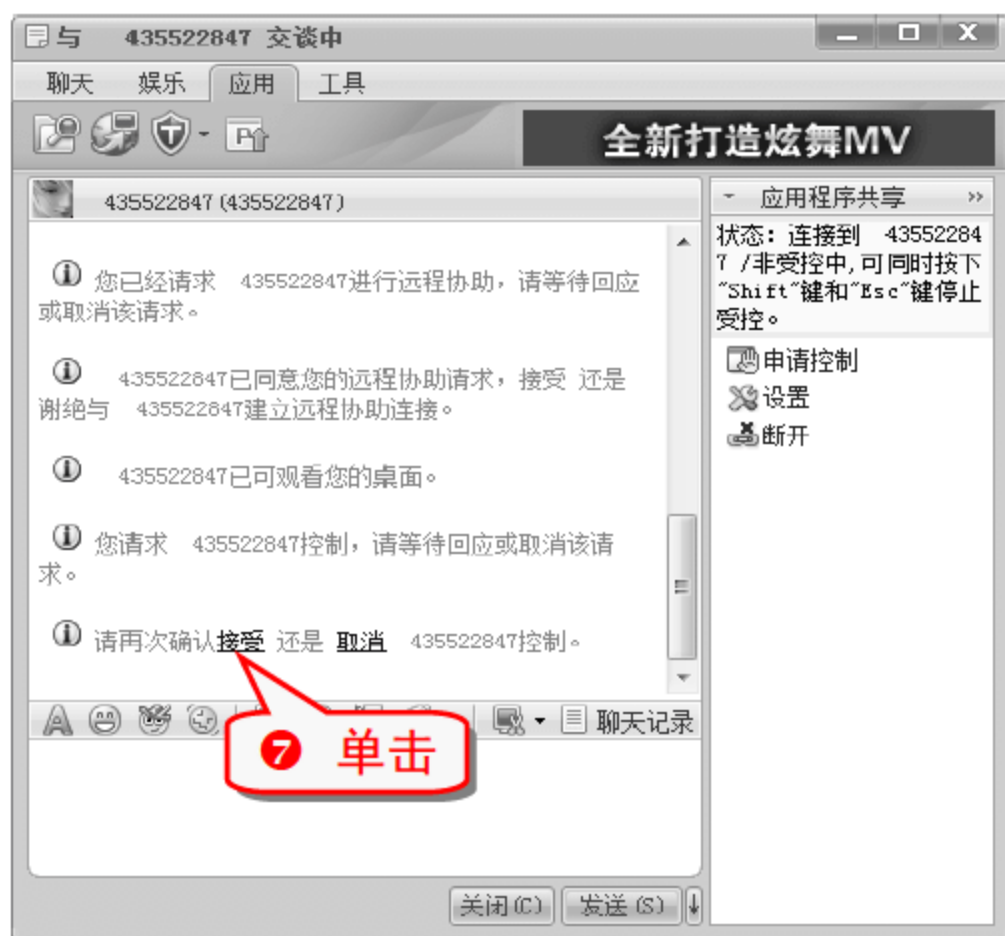 与 435522847 交谈中
聊天 娱乐 应用 工具
全新打造炫舞MV
435522847(435522847)
您已经请求 435522847进行远程协助，请等待回应
或取消该请求。
435522847已同意您的远程协助请求，接受 还是
谢绝与 435522847建立远程协助连接。
435522847已可观看您的桌面。
您请求 435522847控制，请等待回应或取消该请
求。
请再次确认接受 还是 取消 435522847控制。
聊天记录
❼ 单击
关闭(C) 发送(S)
应用程序共享
状态：连接到 43552284
7 /非受控中,可同时按下
"Shift"键和"Esc"键停止
受控。
申请控制
设置
断开